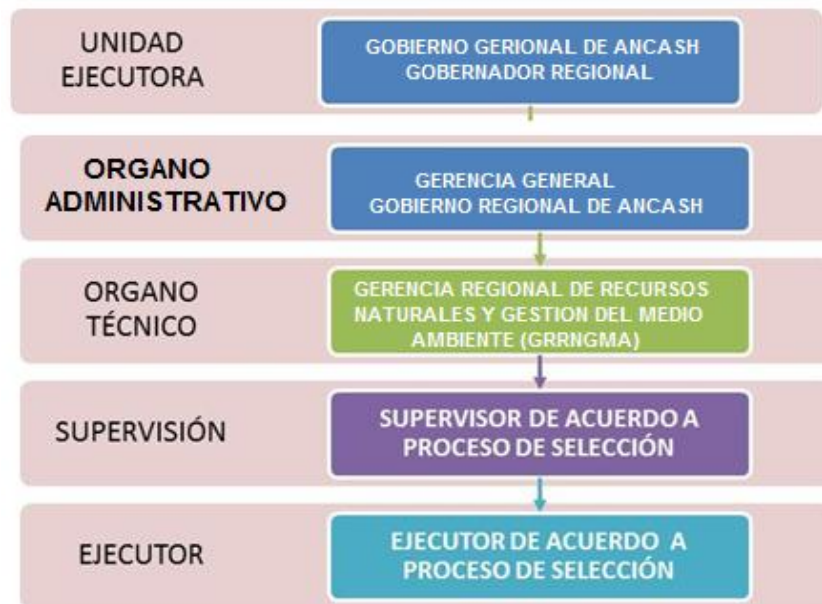 UNIDAD
EJECUTORA
GOBIERNO GERIONAL DE ANCASH
GOBERNADOR REGIONAL
ORGANO
ADMINISTRATIVO
GERENCIA GENERAL
GOBIERNO REGIONAL DE ANCASH
ORGANO
TÉCNICO
GERENCIA REGIONAL DE RECURSOS
NATURALES Y GESTION DEL MEDIO
AMBIENTE (GRRNGMA)
SUPERVISIÓN
SUPERVISOR DE ACUERDO A
PROCESO DE SELECCIÓN
EJECUTOR
EJECUTOR DE ACUERDO A
PROCESO DE SELECCIÓN